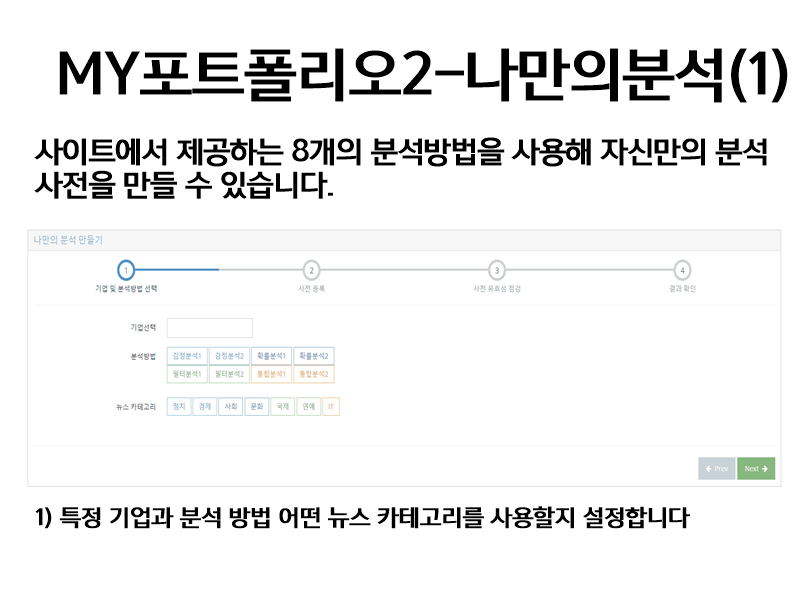 MY포트폴리오2-나만의분석(1)
사이트에서 제공하는 8개의 분석방법을 사용해 자신만의 분석
사전을 만들 수 있습니다.
나만의 분석 만들기
1 2 3 4
기업 및 분석방법 선택 사전 등록 사전 유효성 점검 결과 확인
기업선택
분석방법 감정분석1 감정분석2 확률분석1 확률분석2
필터분석1 필터분석2 통합분석1 통합분석2
뉴스 카테고리 정치 경제 사회 문화 국제 연예 IT
← Prev Next →
1) 특정 기업과 분석 방법 어떤 뉴스 카테고리를 사용할지 설정합니다